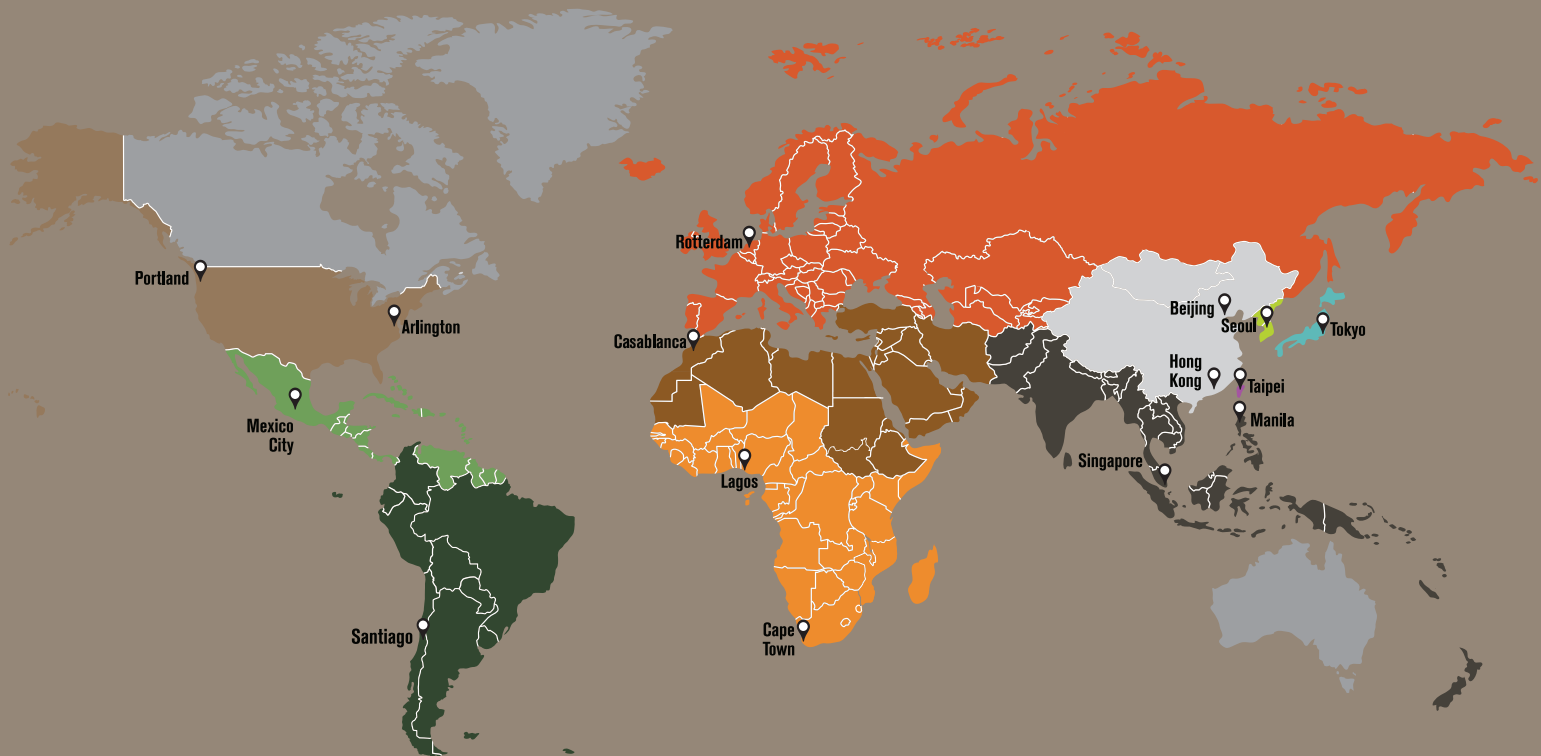 Rotterdam
Portland
Arlington
Casablanca
Beijing
Seoul
Tokyo
Hong
Kong
Taipei
Mexico
City
Manila
Singapore
Lagos
Santiago
Cape
Town